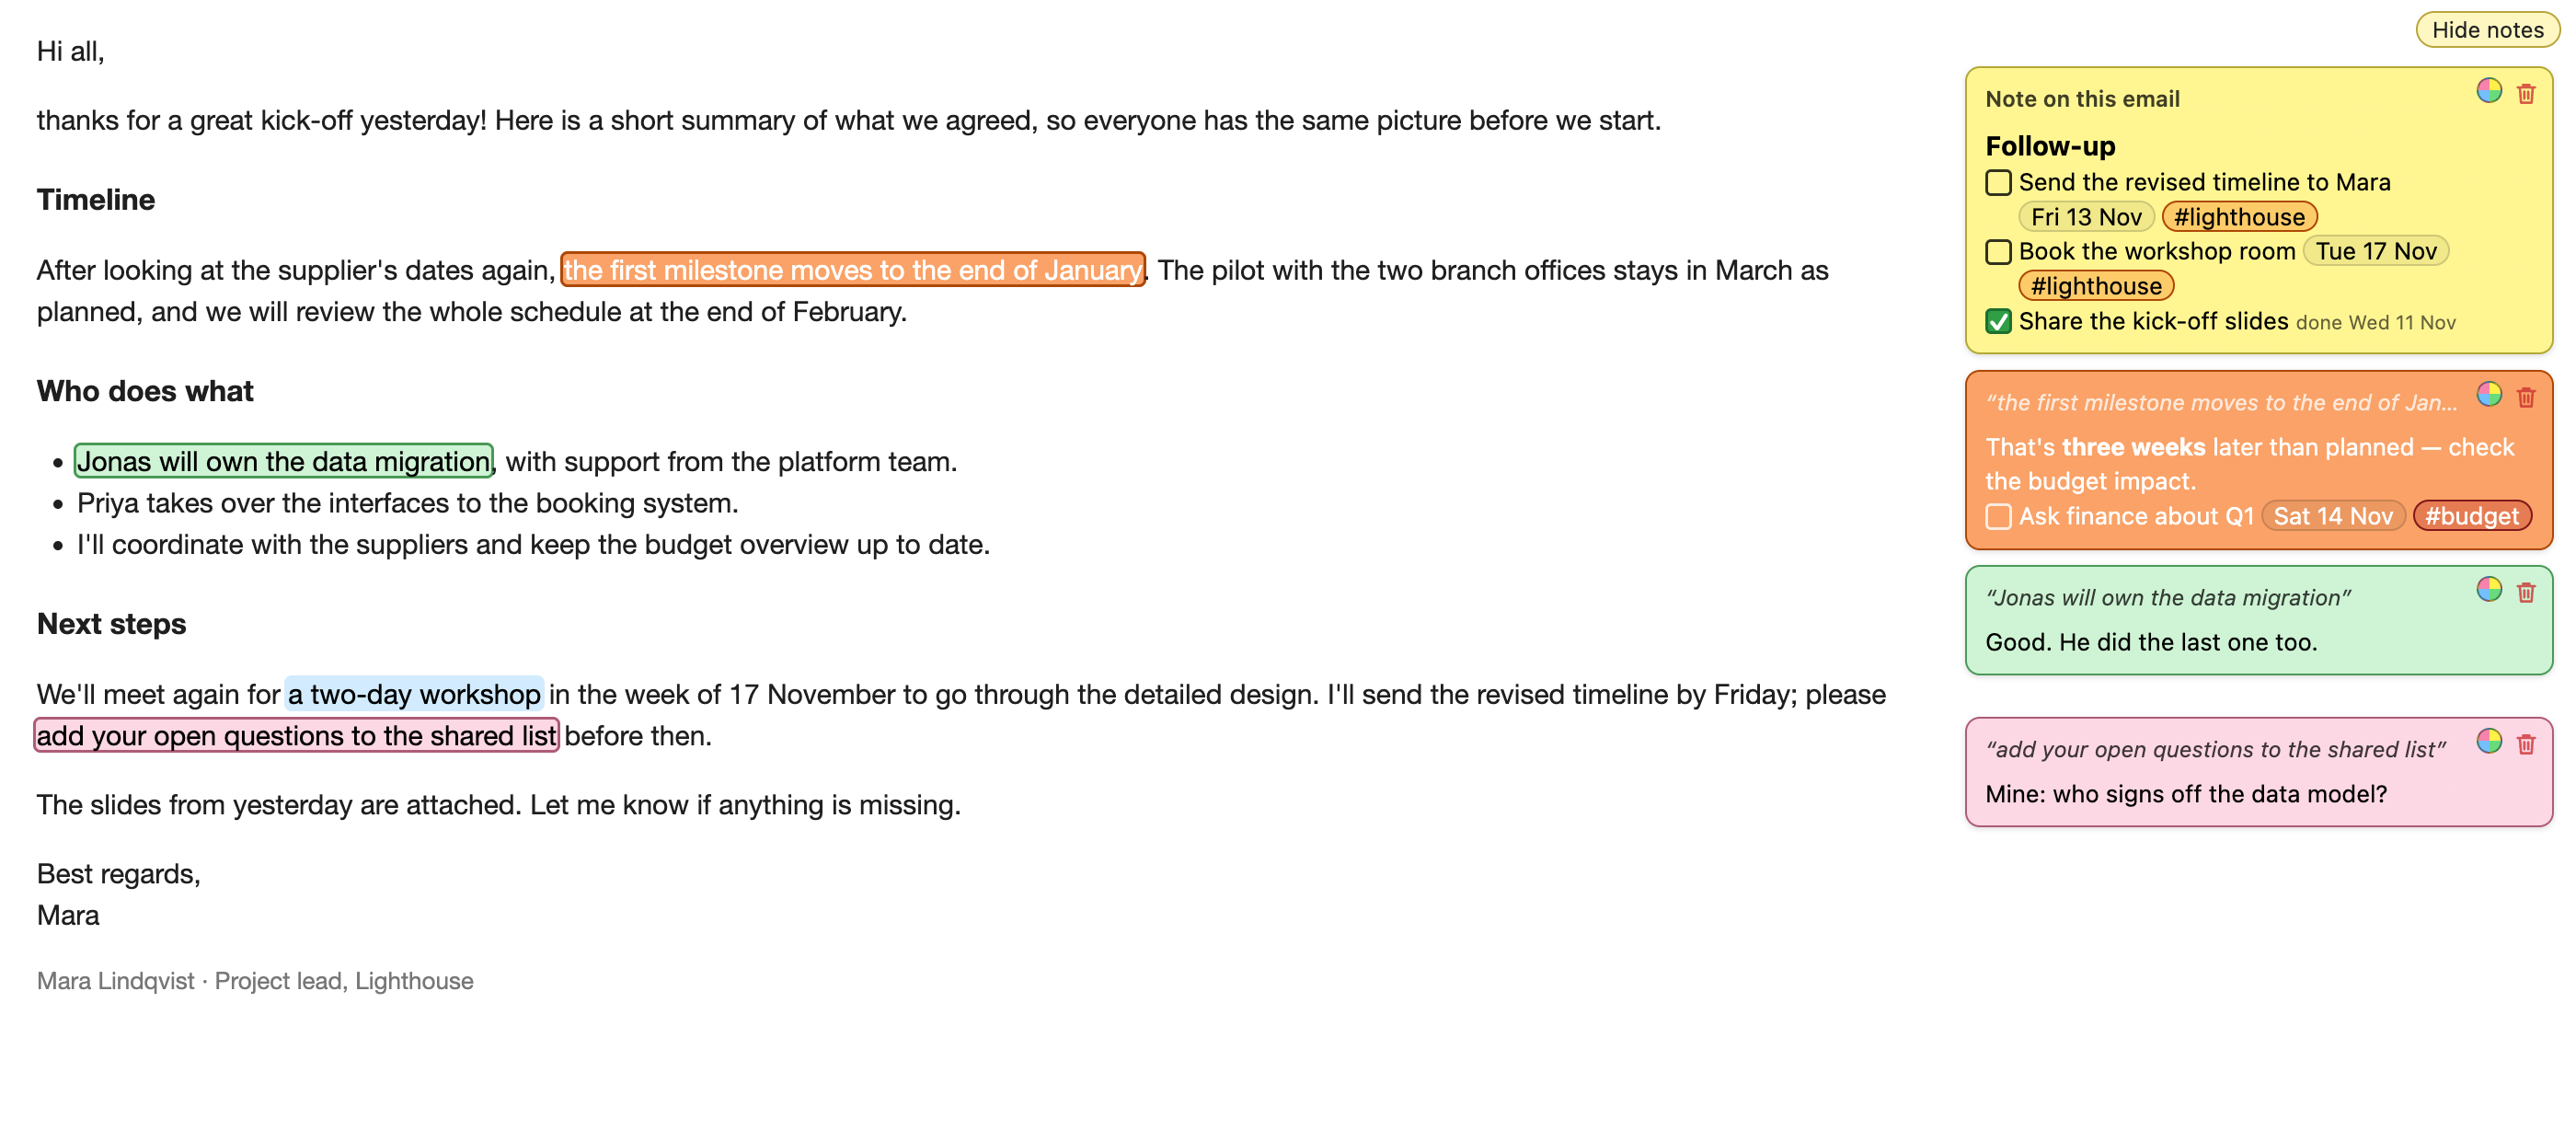 Hi all,
thanks for a great kick-off yesterday! Here is a short summary of what we agreed, so everyone has the same picture before we start.
Timeline
After looking at the supplier's dates again, the first milestone moves to the end of January. The pilot with the two branch offices stays in March as
planned, and we will review the whole schedule at the end of February.
Who does what
• Jonas will own the data migration, with support from the platform team.
• Priya takes over the interfaces to the booking system.
• I'll coordinate with the suppliers and keep the budget overview up to date.
Next steps
We'll meet again for a two-day workshop in the week of 17 November to go through the detailed design. I'll send the revised timeline by Friday; please
add your open questions to the shared list before then.
The slides from yesterday are attached. Let me know if anything is missing.
Best regards,
Mara
Mara Lindqvist · Project lead, Lighthouse
Hide notes
Note on this email
Follow-up
Send the revised timeline to Mara
Fri 13 Nov #lighthouse
Book the workshop room Tue 17 Nov
#lighthouse
Share the kick-off slides done Wed 11 Nov
“the first milestone moves to the end of Jan…
That's three weeks later than planned — check
the budget impact.
Ask finance about Q1 Sat 14 Nov #budget
“Jonas will own the data migration”
Good. He did the last one too.
“add your open questions to the shared list”
Mine: who signs off the data model?